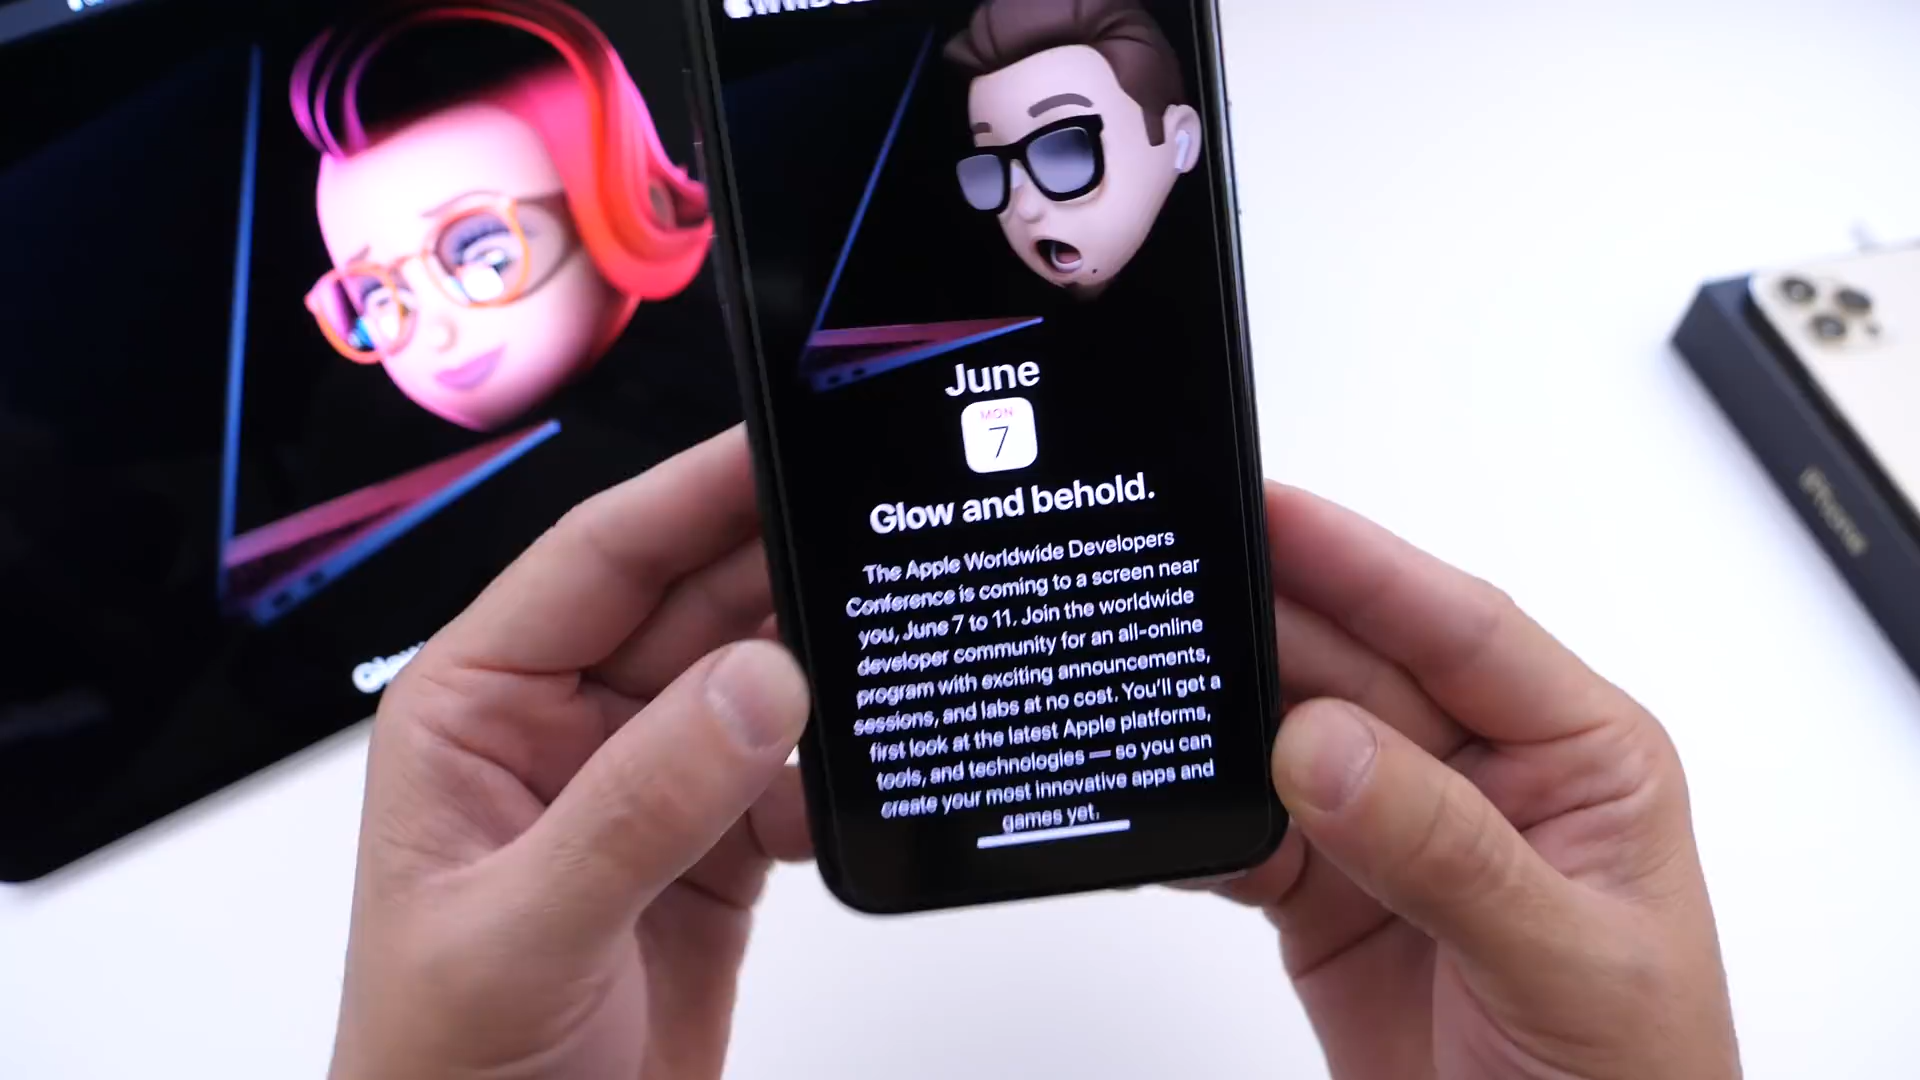 June
MON
7
Glow and behold.
The Apple Worldwide Developers
Conference is coming to a screen near
you, June 7 to 11. Join the worldwide
developer community for an all-online
program with exciting announcements,
sessions, and labs at no cost. You'll get a
first look at the latest Apple platforms,
tools, and technologies — so you can
create your most innovative apps and
games yet.
iPhone